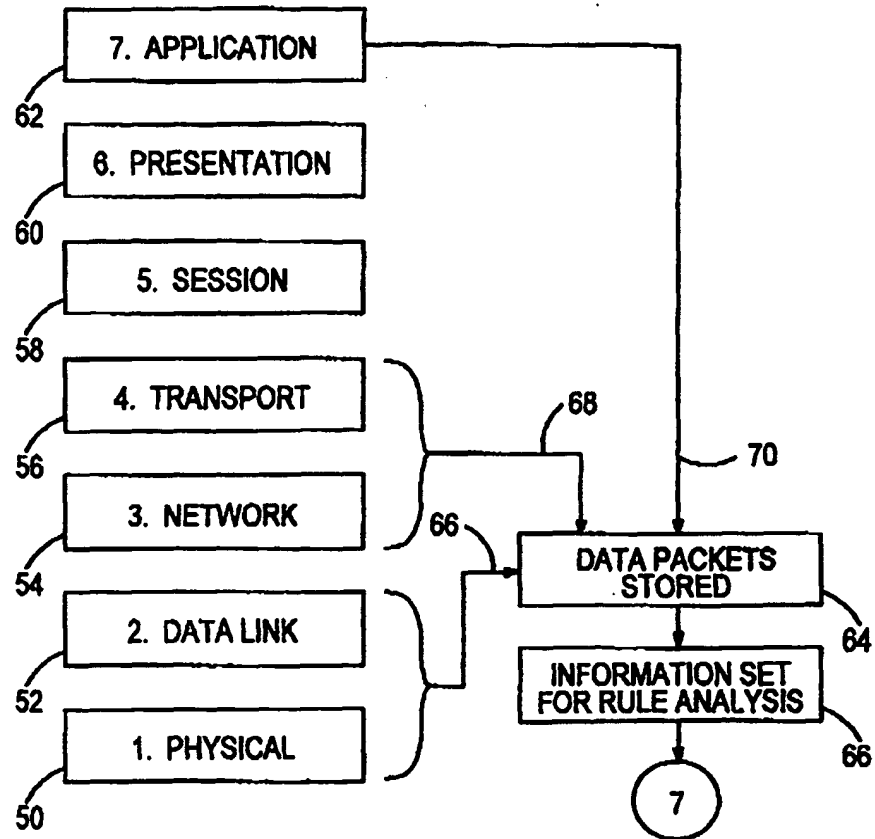 7. APPLICATION
62
6. PRESENTATION
60
5. SESSION
58
4. TRANSPORT
56
68
70
3. NETWORK
54
66
DATA PACKETS
STORED
64
2. DATA LINK
52
INFORMATION SET
FOR RULE ANALYSIS
66
1. PHYSICAL
50
7